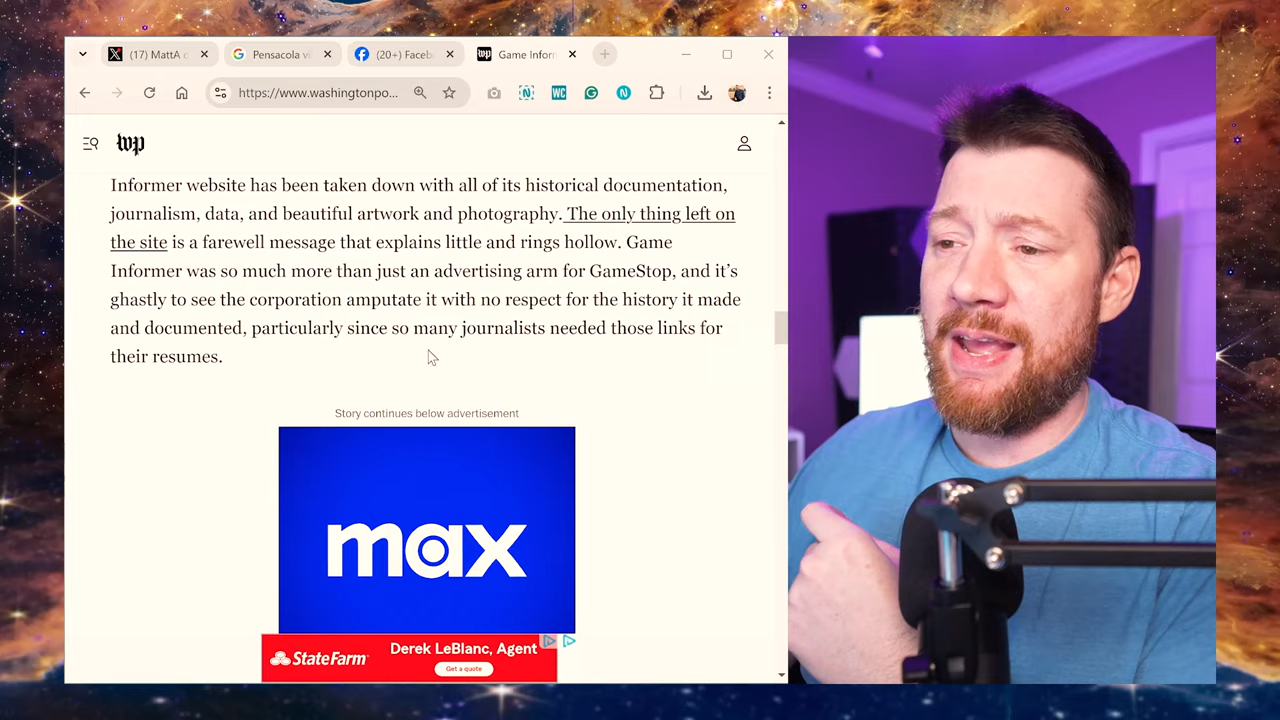 (17) MattA c
Pensacola vi
(20+) Faceb
Game Inforn
https://www.washingtonpo...
wp
Informer website has been taken down with all of its historical documentation,
journalism, data, and beautiful artwork and photography. The only thing left on
the site is a farewell message that explains little and rings hollow. Game
Informer was so much more than just an advertising arm for GameStop, and it’s
ghastly to see the corporation amputate it with no respect for the history it made
and documented, particularly since so many journalists needed those links for
their resumes.
Story continues below advertisement
max
StateFarm
Derek LeBlanc, Agent
Get a quote